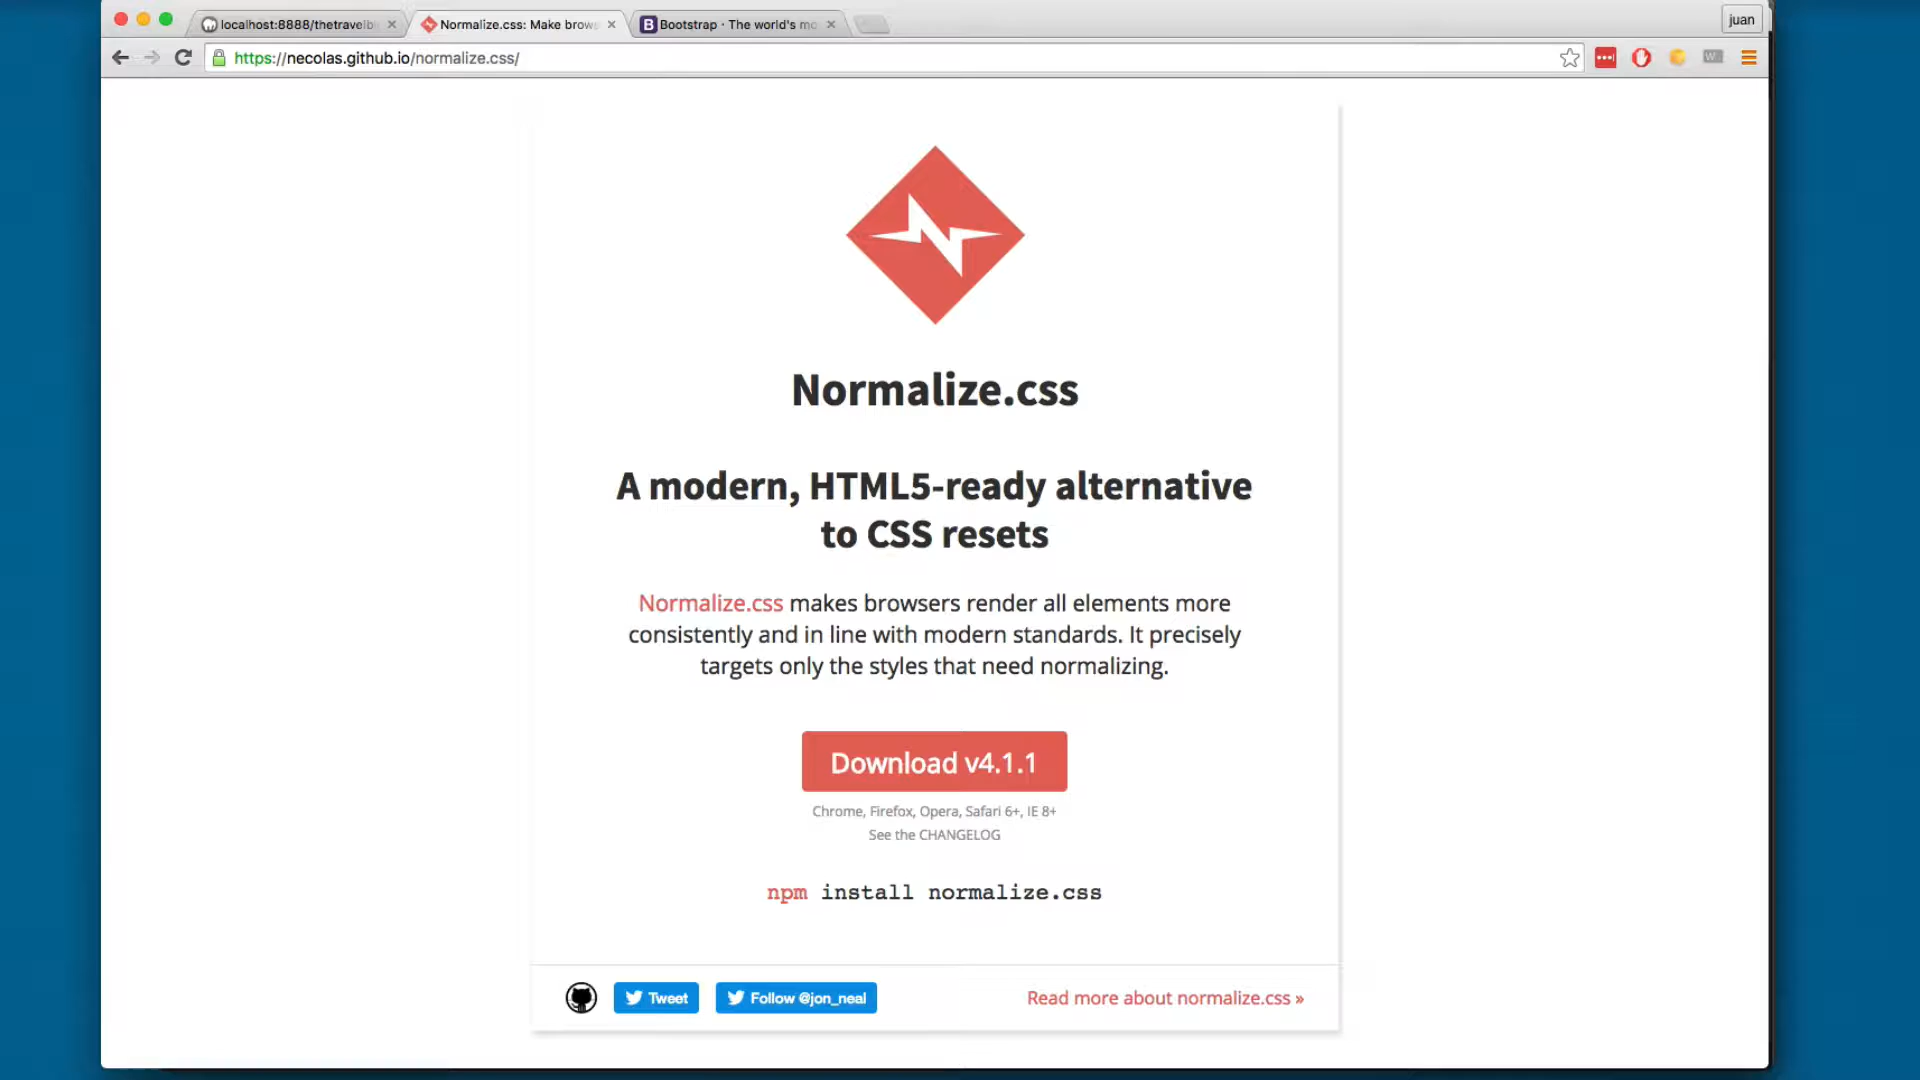 localhost:8888/thetravelb
Normalize.css: Make brow
Bootstrap · The world's mo
juan
https://necolas.github.io/normalize.css/
Normalize.css
A modern, HTML5-ready alternative
to CSS resets
Normalize.css makes browsers render all elements more
consistently and in line with modern standards. It precisely
targets only the styles that need normalizing.
Download v4.1.1
Chrome, Firefox, Opera, Safari 6+, IE 8+
See the CHANGELOG
npm install normalize.css
Tweet
Follow @jon_neal
Read more about normalize.css »